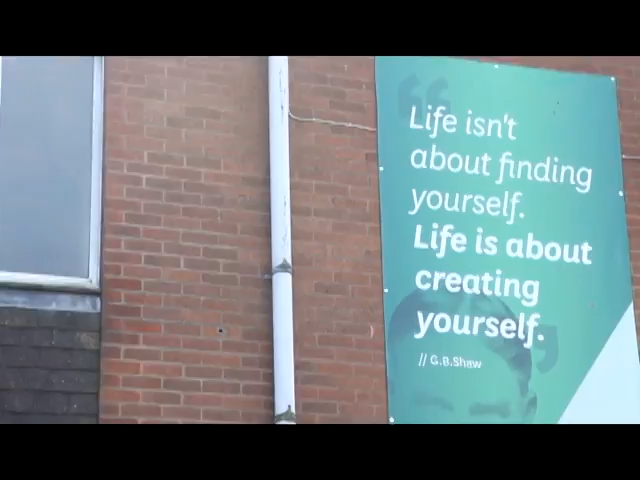 Life isn't
about finding
yourself.
Life is about
creating
yourself.
// G.B.Shaw